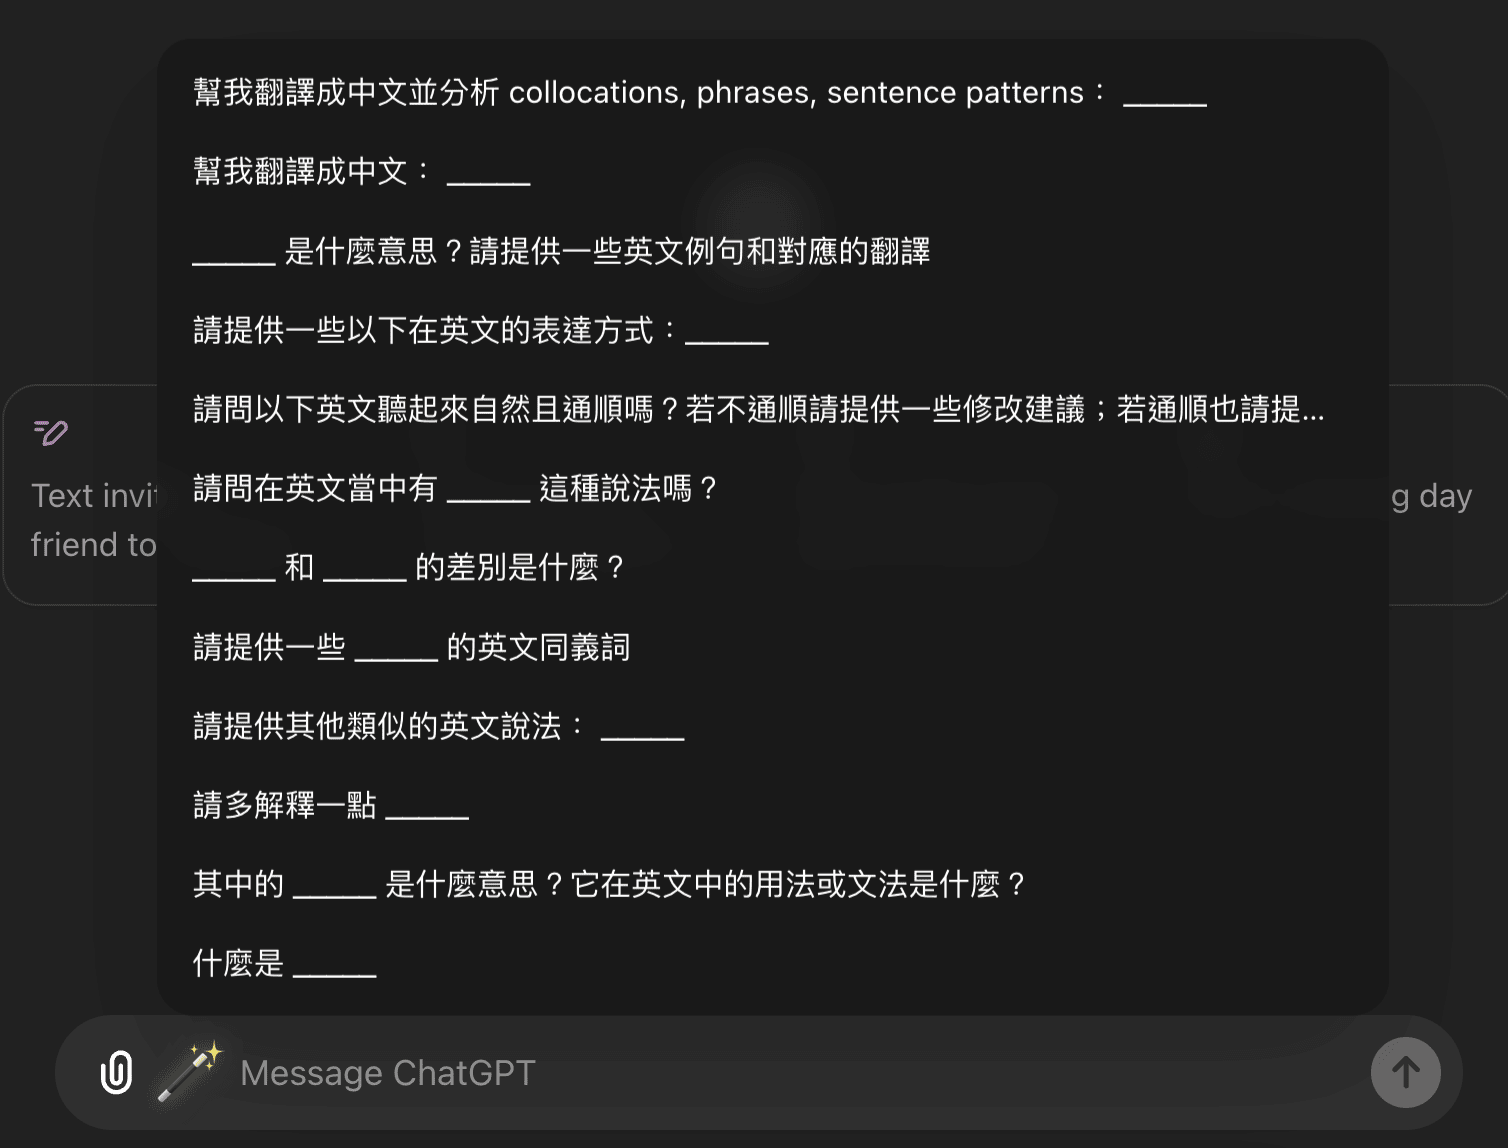 幫我翻譯成中文並分析 collocations, phrases, sentence patterns： _____
幫我翻譯成中文： _____
_____ 是什麼意思？請提供一些英文例句和對應的翻譯
請提供一些以下在英文的表達方式：_____
請問以下英文聽起來自然且通順嗎？若不通順請提供一些修改建議；若通順也請提...
請問在英文當中有 _____ 這種說法嗎？
_____ 和 _____ 的差別是什麼？
請提供一些 _____ 的英文同義詞
請提供其他類似的英文說法： _____
請多解釋一點 _____
其中的 _____ 是什麼意思？它在英文中的用法或文法是什麼？
什麼是 _____
Text invit
g day
friend to
Message ChatGPT